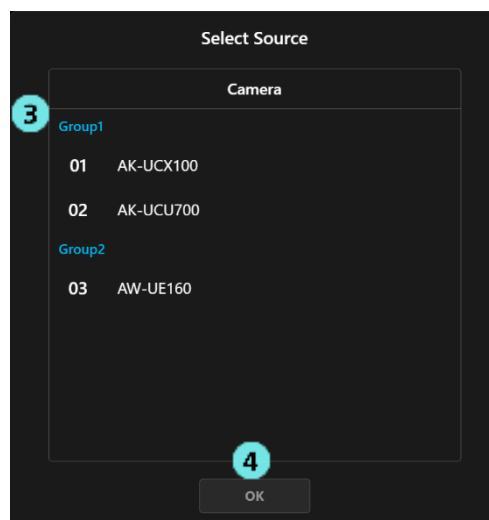 Select Source
Camera
3
Group1
01 AK-UCX100
02 AK-UCU700
Group2
03 AW-UE160
4
OK